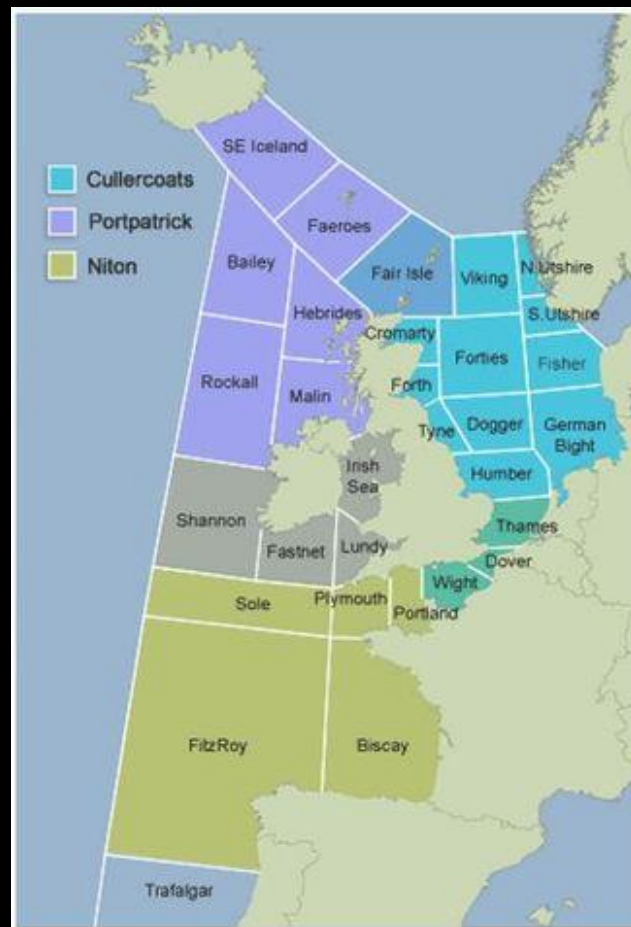 SE Iceland
Cullercoats
Portpatrick
Niton
Faeroes
Bailey
Fair Isle
Viking
N.Utshire
Hebrides
S.Utshire
Cromarty
Forties
Fisher
Rockall
Malin
Forth
Tyne
Dogger
German
Bight
Irish
Sea
Humber
Shannon
Thames
Fastnet
Lundy
Dover
Wight
Sole
Plymouth
Portland
FitzRoy
Biscay
Trafalgar